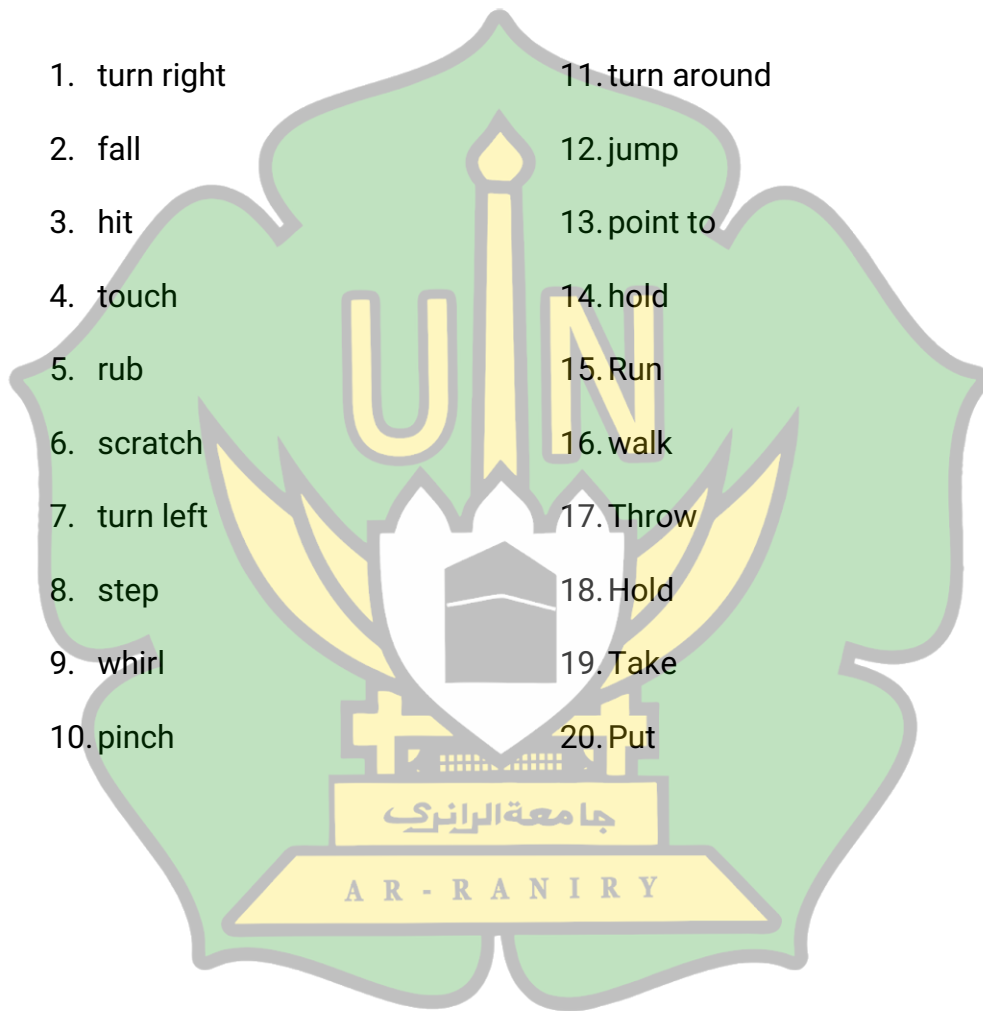 1. turn right
2. fall
3. hit
4. touch
5. rub
6. scratch
7. turn left
8. step
9. whirl
10. pinch
11. turn around
12. jump
13. point to
14. hold
15. Run
16. walk
17. Throw
18. Hold
19. Take
20. Put
UIN
جامعةالرانري
AR-RANIRY